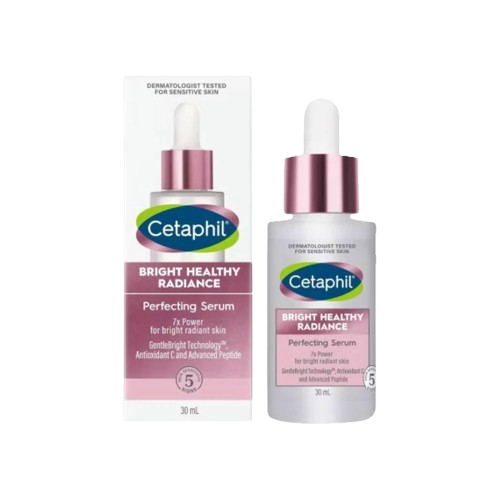 DERMATOLOGIST TESTED
FOR SENSITIVE SKIN
Cetaphil®
BRIGHT HEALTHY
RADIANCE
Perfecting Serum
7x Power
for bright radiant skin
GentleBright Technology™,
Antioxidant C and Advanced Peptide
5
30 mL
DERMATOLOGIST TESTED
FOR SENSITIVE SKIN
Cetaphil®
BRIGHT HEALTHY
RADIANCE
Perfecting Serum
7x Power
for bright radiant skin
GentleBright Technology™, Antioxidant C
and Advanced Peptide
5
30 mL